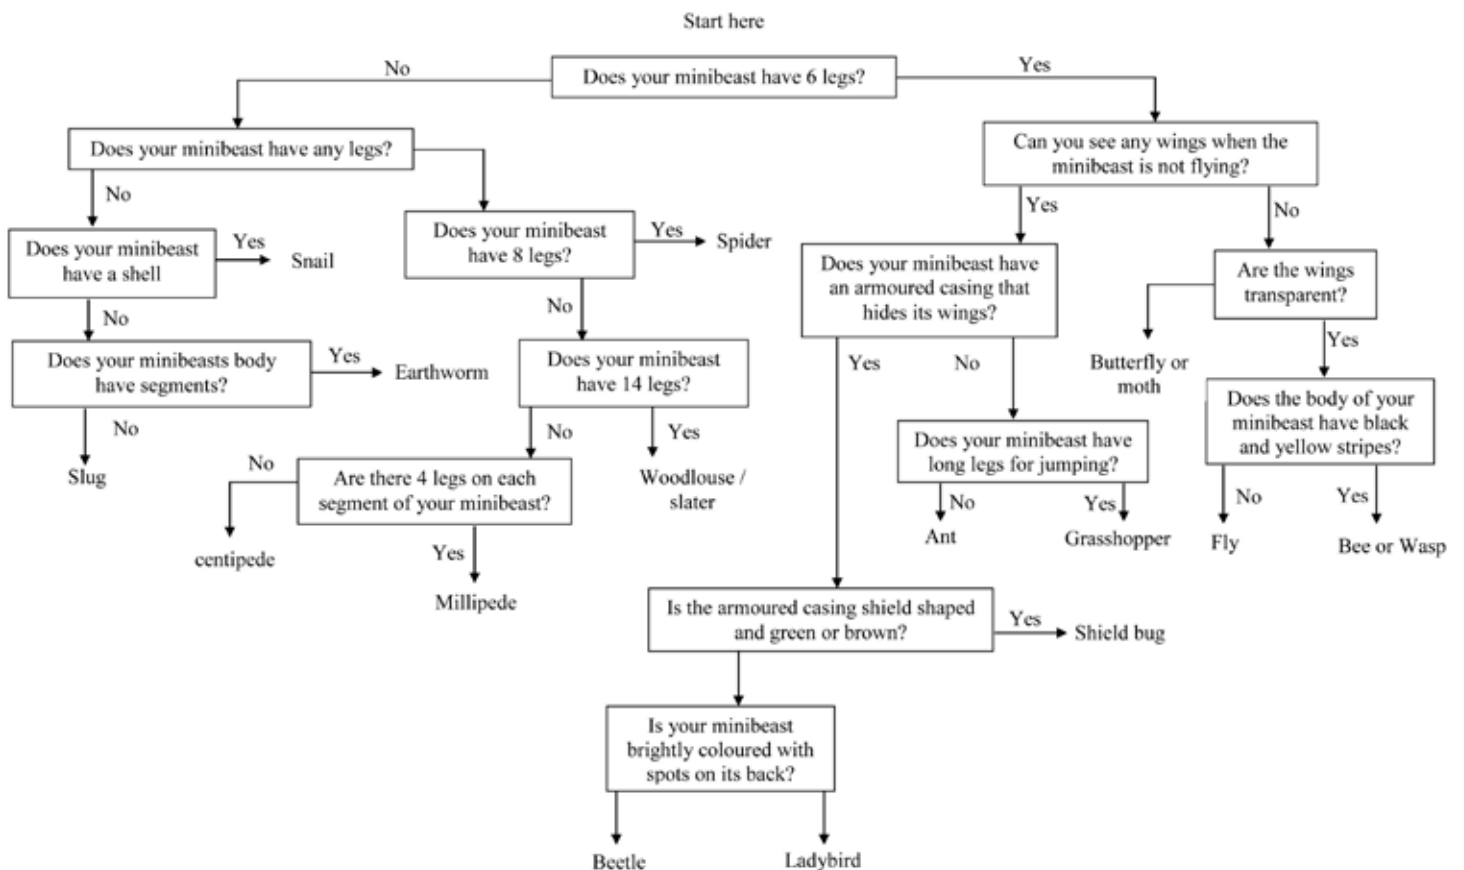 Start here
No
Does your minibeast have 6 legs?
Yes
Does your minibeast have any legs?
Can you see any wings when the
minibeast is not flying?
No
Yes
No
Does your minibeast
have a shell
Yes
Snail
Does your minibeast
have 8 legs?
Yes
Spider
Does your minibeast have
an armoured casing that
hides its wings?
Are the wings
transparent?
No
No
Yes
Does your minibeasts body
have segments?
Yes
Earthworm
Does your minibeast
have 14 legs?
Yes
No
Butterfly or
moth
Does the body of your
minibeast have black
and yellow stripes?
No
Slug
No
Yes
Woodlouse /
slater
Does your minibeast have
long legs for jumping?
No
Are there 4 legs on each
segment of your minibeast?
No
Yes
No
Yes
Ant
Grasshopper
Fly
Bee or Wasp
centipede
Yes
Millipede
Is the armoured casing shield shaped
and green or brown?
Yes
Shield bug
Is your minibeast
brightly coloured with
spots on its back?
Beetle
Ladybird